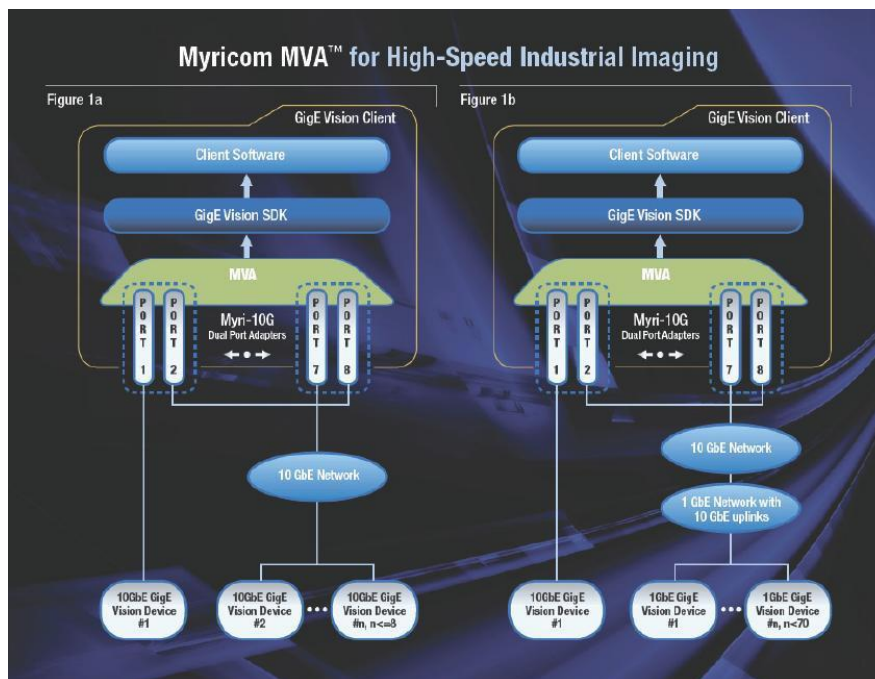 Myricom MVA™ for High-Speed Industrial Imaging
Figure 1a
GigE Vision Client
Client Software
GigE Vision SDK
MVA
PORT 1
PORT 2
Myri-10G
Dual Port Adapters
PORT 7
PORT 8
10 GbE Network
10GbE GigE
Vision Device
#1
10GbE GigE
Vision Device
#2
10GbE GigE
Vision Device
#n, n<=8
Figure 1b
GigE Vision Client
Client Software
GigE Vision SDK
MVA
PORT 1
PORT 2
Myri-10G
Dual Port Adapters
PORT 7
PORT 8
10 GbE Network
1 GbE Network with
10 GbE uplinks
10GbE GigE
Vision Device
#1
1GbE GigE
Vision Device
#1
1GbE GigE
Vision Device
#n, n<70